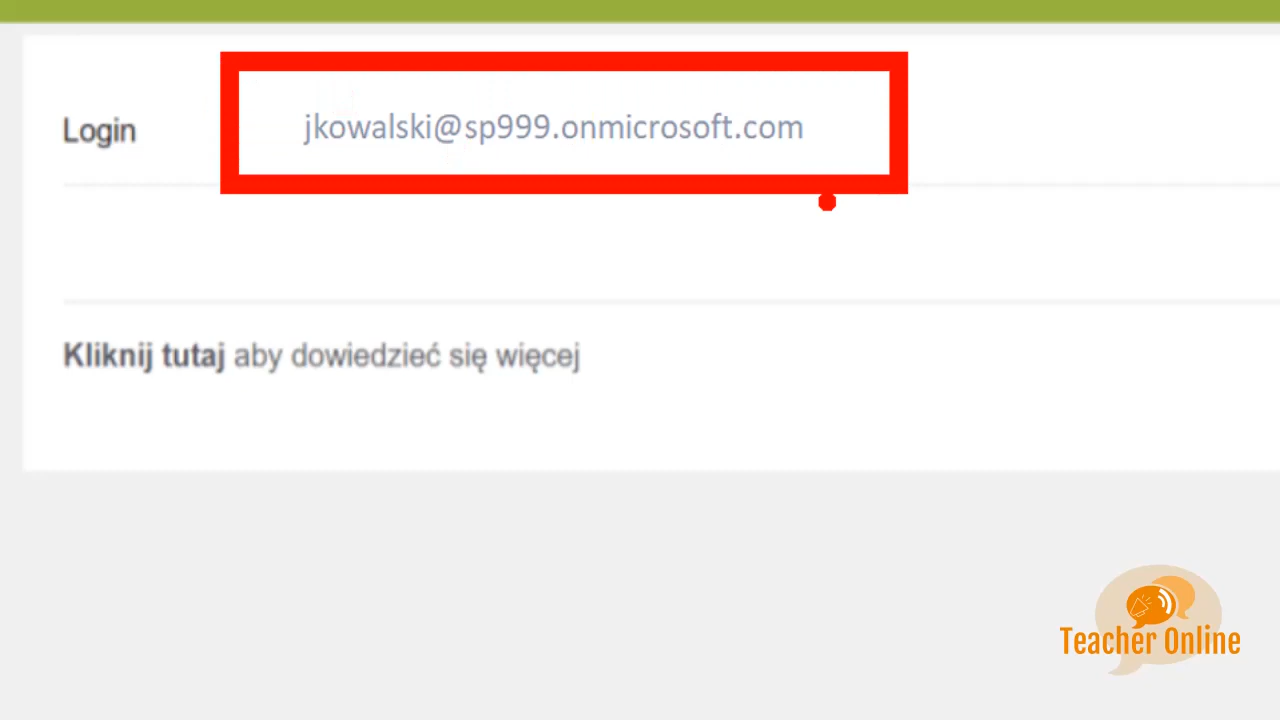 Login
jkowalski@sp999.onmicrosoft.com
Kliknij tutaj aby dowiedzieć się więcej
Teacher Online